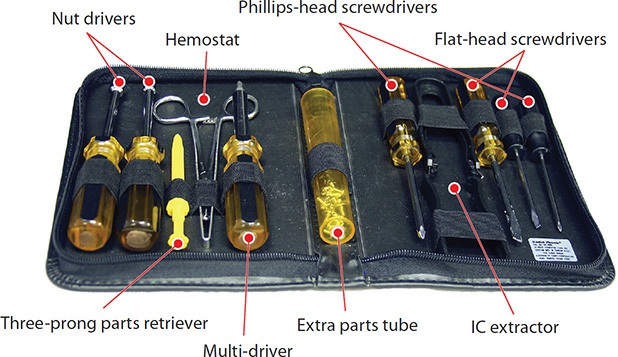 Phillips-head screwdrivers
Nut drivers
Hemostat
Flat-head screwdrivers
Three-prong parts retriever
Multi-driver
Extra parts tube
IC extractor